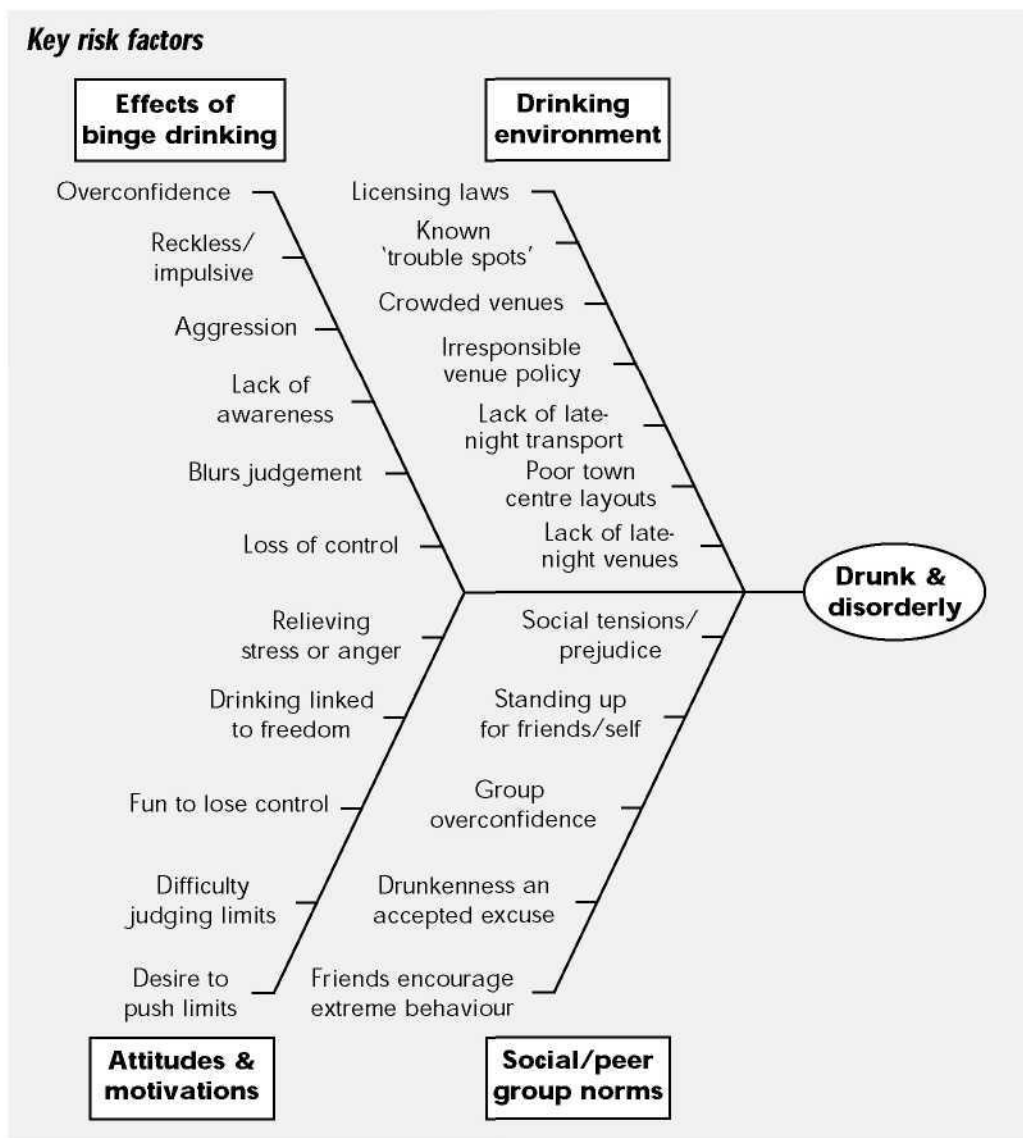 Key risk factors
Effects of
binge drinking
Overconfidence
Reckless/
impulsive
Aggression
Lack of
awareness
Blurs judgement
Loss of control
Drinking
environment
Licensing laws
Known
‘trouble spots’
Crowded venues
Irresponsible
venue policy
Lack of late-
night transport
Poor town
centre layouts
Lack of late-
night venues
Drunk &
disorderly
Relieving
stress or anger
Drinking linked
to freedom
Fun to lose control
Difficulty
judging limits
Desire to
push limits
Attitudes &
motivations
Social tensions/
prejudice
Standing up
for friends/self
Group
overconfidence
Drunkenness an
accepted excuse
Friends encourage
extreme behaviour
Social/peer
group norms